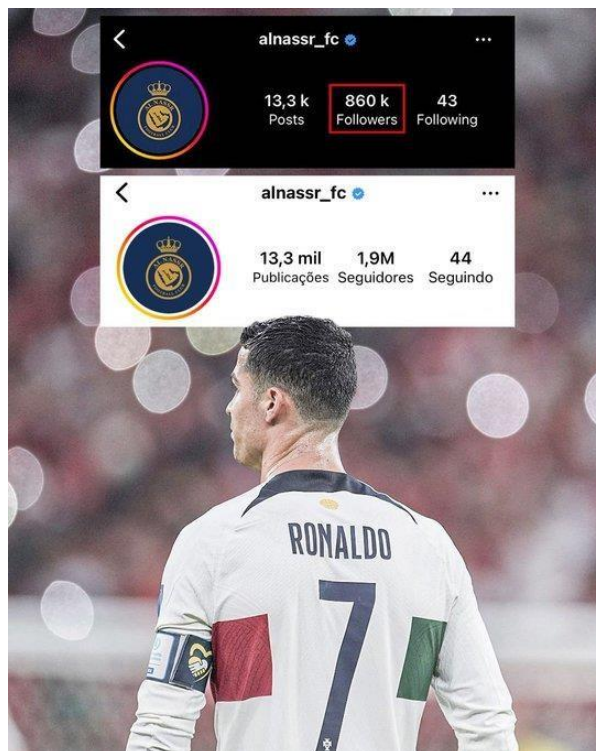 alnassr_fc
13,3 k 860 k 43
Posts Followers Following
alnassr_fc
13,3 mil 1,9M 44
Publicações Seguidores Seguindo
RONALDO
7